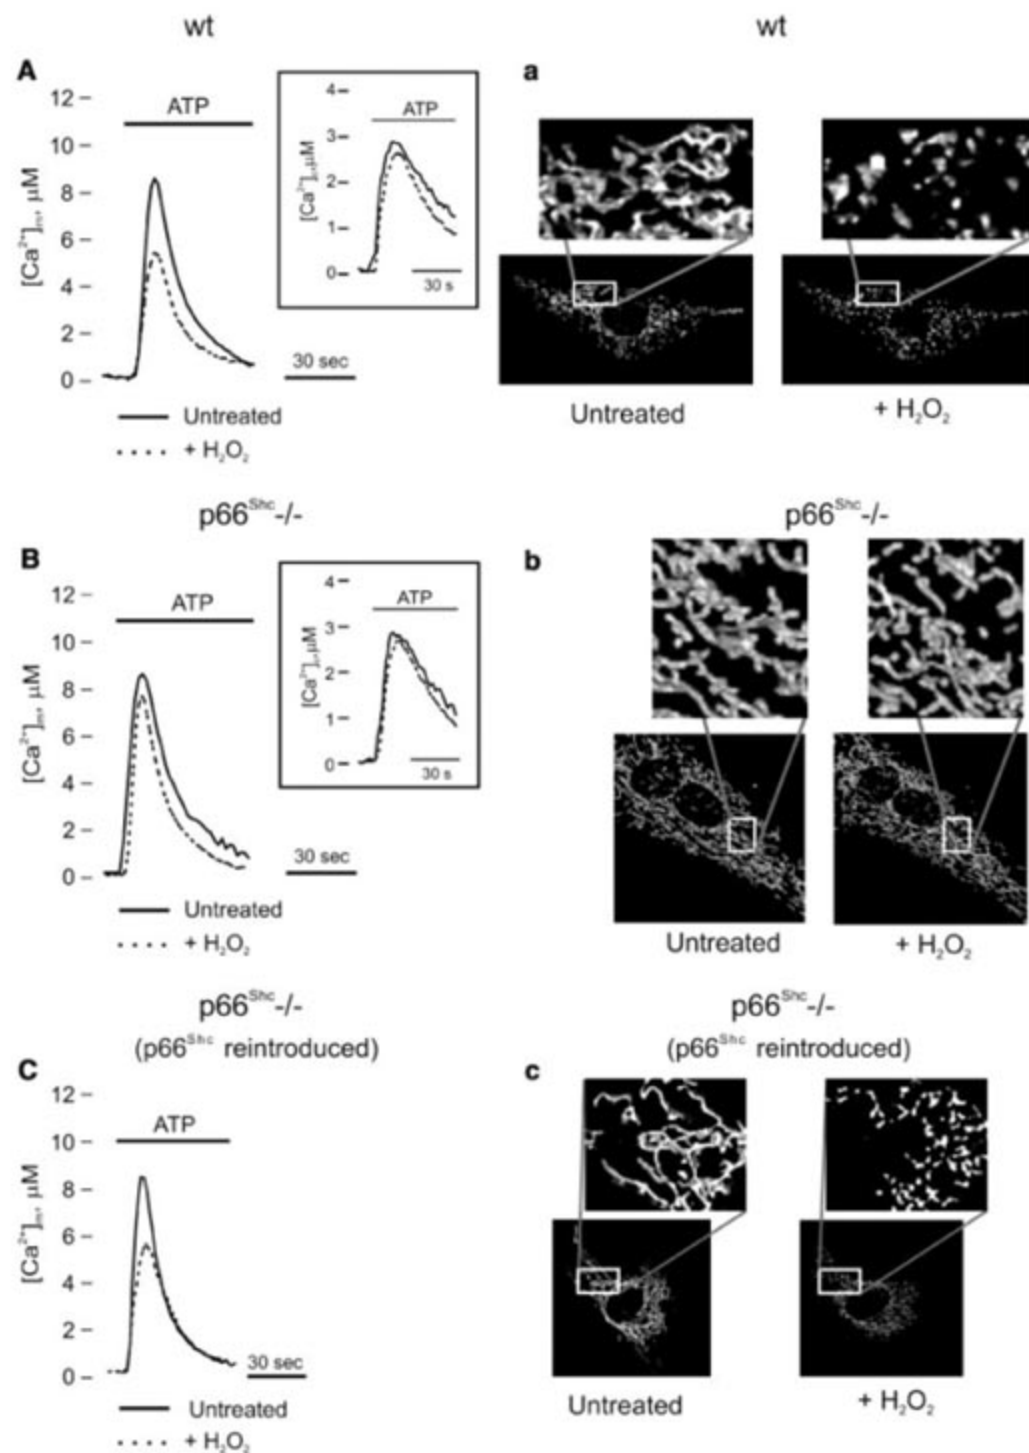 wt
A
12
10
8
6
4
2
0
[Ca²⁺]ₘ, μM
ATP
4
3
2
1
0
[Ca²⁺]c, μM
ATP
30 s
30 sec
Untreated
+ H₂O₂
wt
a
Untreated
+ H₂O₂
p66ˢʰᶜ-/-
B
12
10
8
6
4
2
0
[Ca²⁺]ₘ, μM
ATP
4
3
2
1
0
[Ca²⁺]c, μM
ATP
30 s
30 sec
Untreated
+ H₂O₂
p66ˢʰᶜ-/-
b
Untreated
+ H₂O₂
p66ˢʰᶜ-/-
(p66ˢʰᶜ reintroduced)
C
12
10
8
6
4
2
0
[Ca²⁺]ₘ, μM
ATP
30 sec
Untreated
+ H₂O₂
p66ˢʰᶜ-/-
(p66ˢʰᶜ reintroduced)
c
Untreated
+ H₂O₂